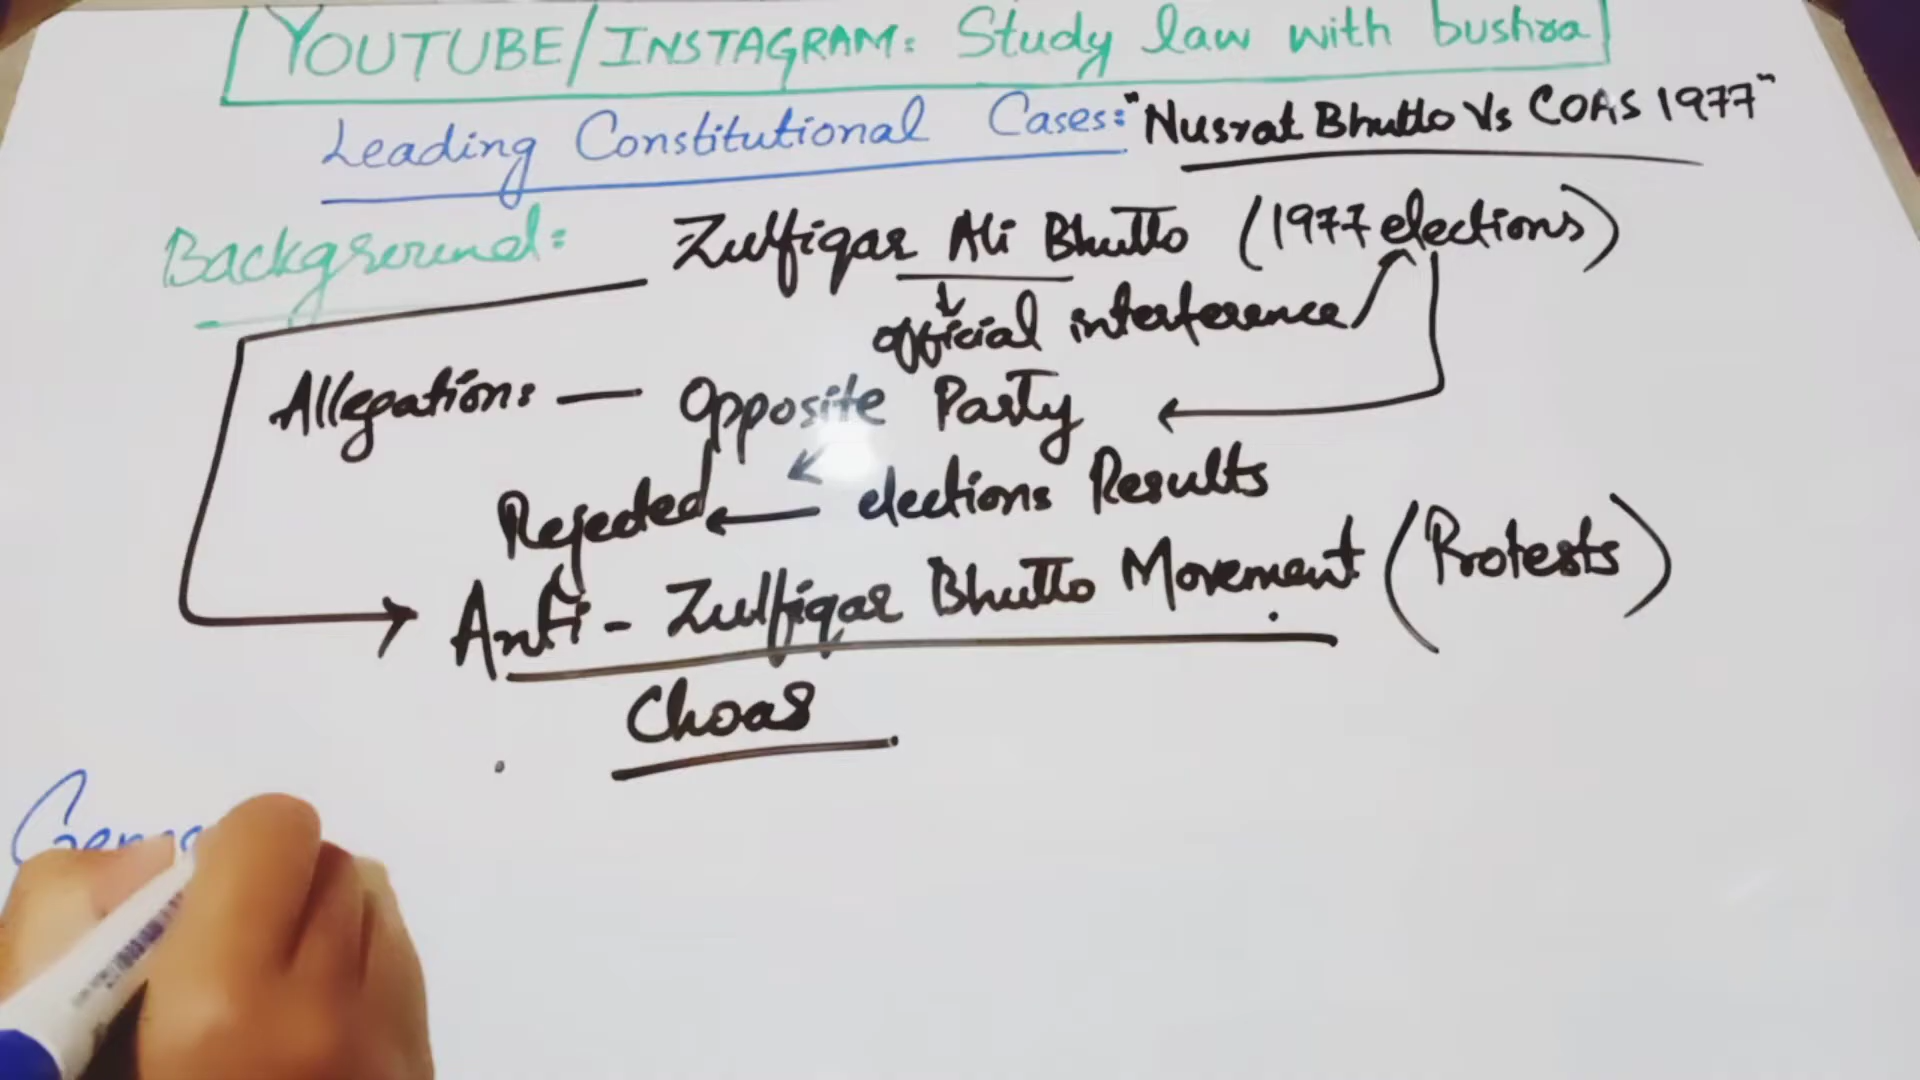 YOUTUBE/INSTAGRAM: Study law with bushra
Leading Constitutional Cases: "Nusrat Bhutto Vs COAS 1977"
Background: Zulfiqar Ali Bhutto (1977 elections)
official interference
Allegation: — Opposite Party
Rejected ← elections Results
Anti - Zulfiqar Bhutto Movement (Protests)
Choas